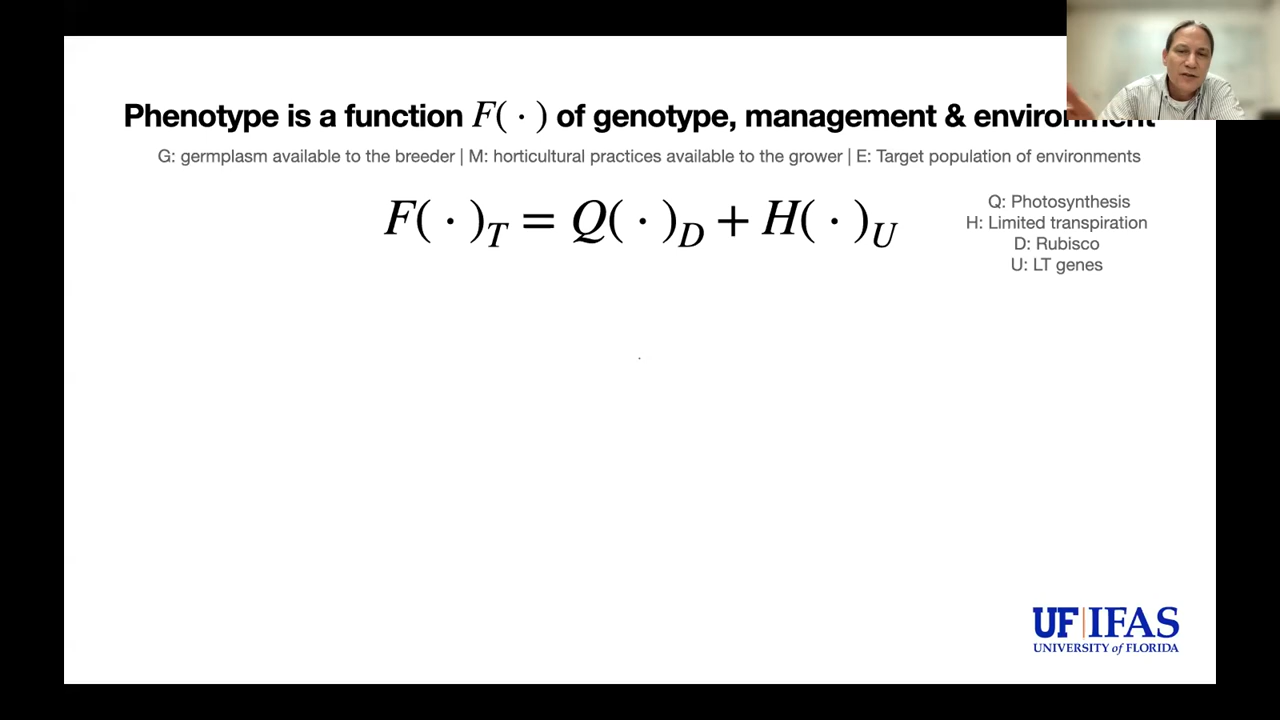 Phenotype is a function F( · ) of genotype, management & environment
G: germplasm available to the breeder | M: horticultural practices available to the grower | E: Target population of environments
F( · )T = Q( · )D + H( · )U
Q: Photosynthesis
H: Limited transpiration
D: Rubisco
U: LT genes
UF|IFAS
UNIVERSITY of FLORIDA